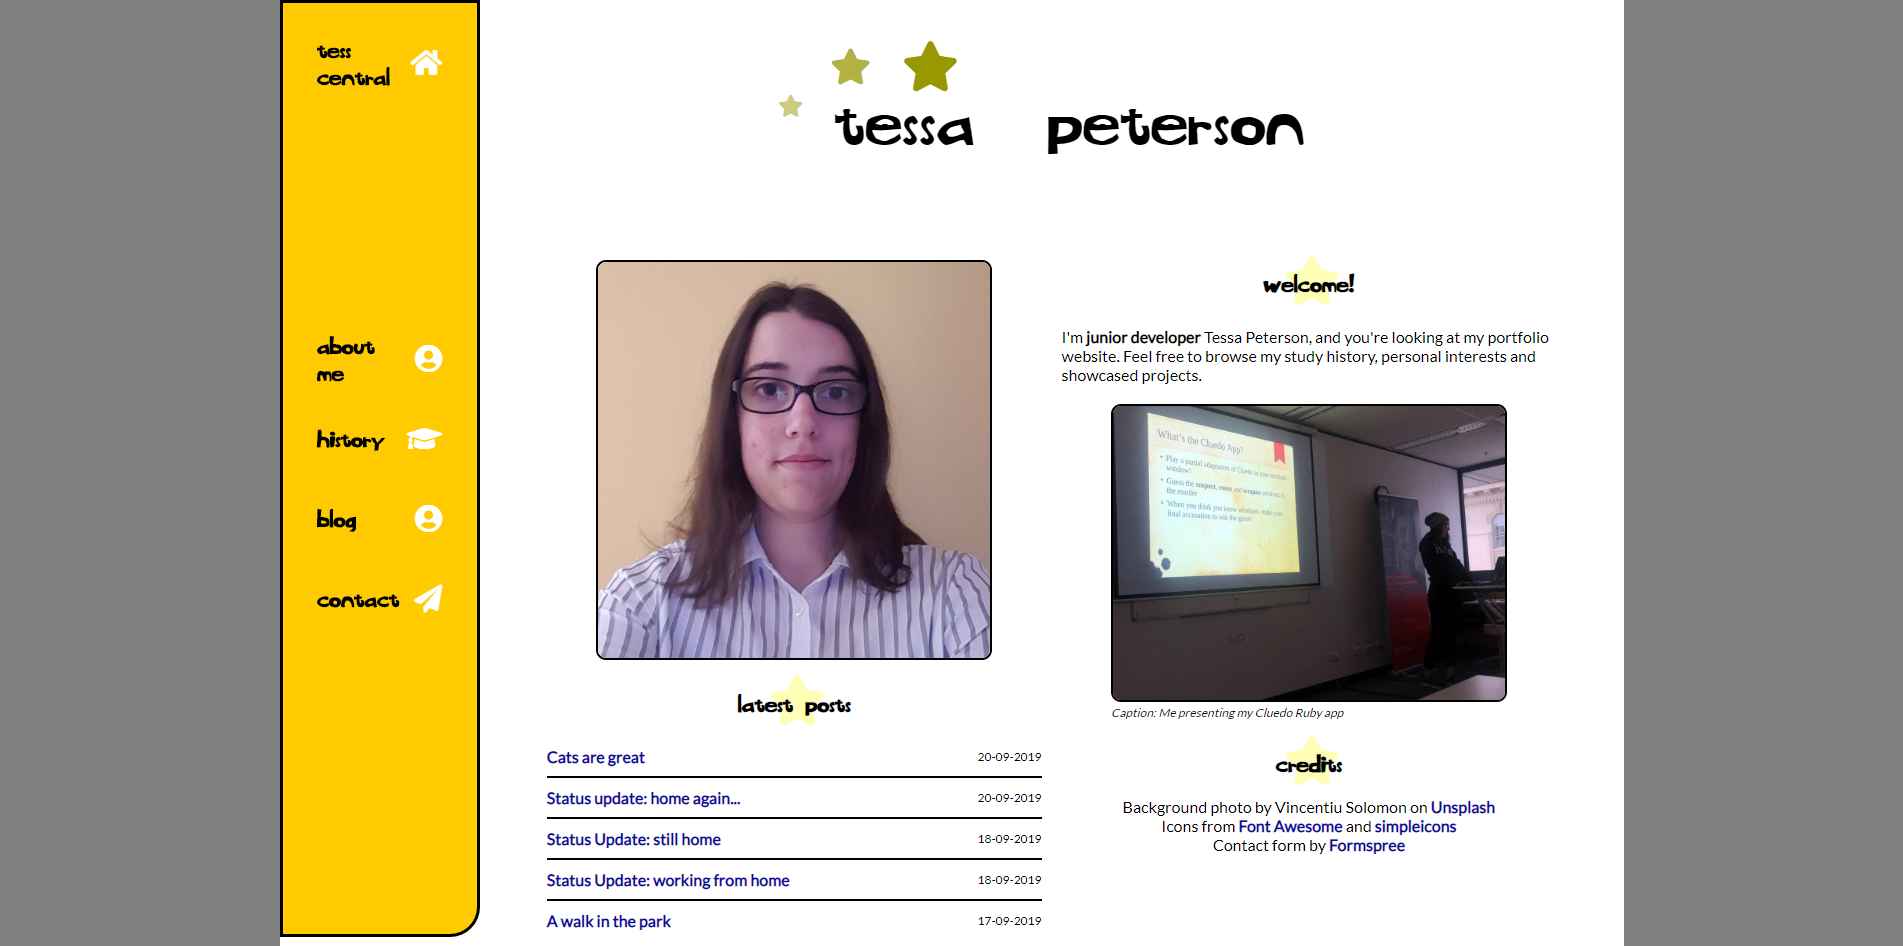 tess
central
about
me
history
blog
contact
tessa peterson
latest posts
Cats are great 20-09-2019
Status update: home again... 20-09-2019
Status Update: still home 18-09-2019
Status Update: working from home 18-09-2019
A walk in the park 17-09-2019
welcome!
I'm junior developer Tessa Peterson, and you're looking at my portfolio
website. Feel free to browse my study history, personal interests and
showcased projects.
What's the Cluedo App?
• Play a partial adaptation of Cluedo in your terminal
window!
• Guess the suspect, room and weapon involved in
the murder
• When you think you know whodunit, make your
final accusation to win the game!
Caption: Me presenting my Cluedo Ruby app
credits
Background photo by Vincentiu Solomon on Unsplash
Icons from Font Awesome and simpleicons
Contact form by Formspree